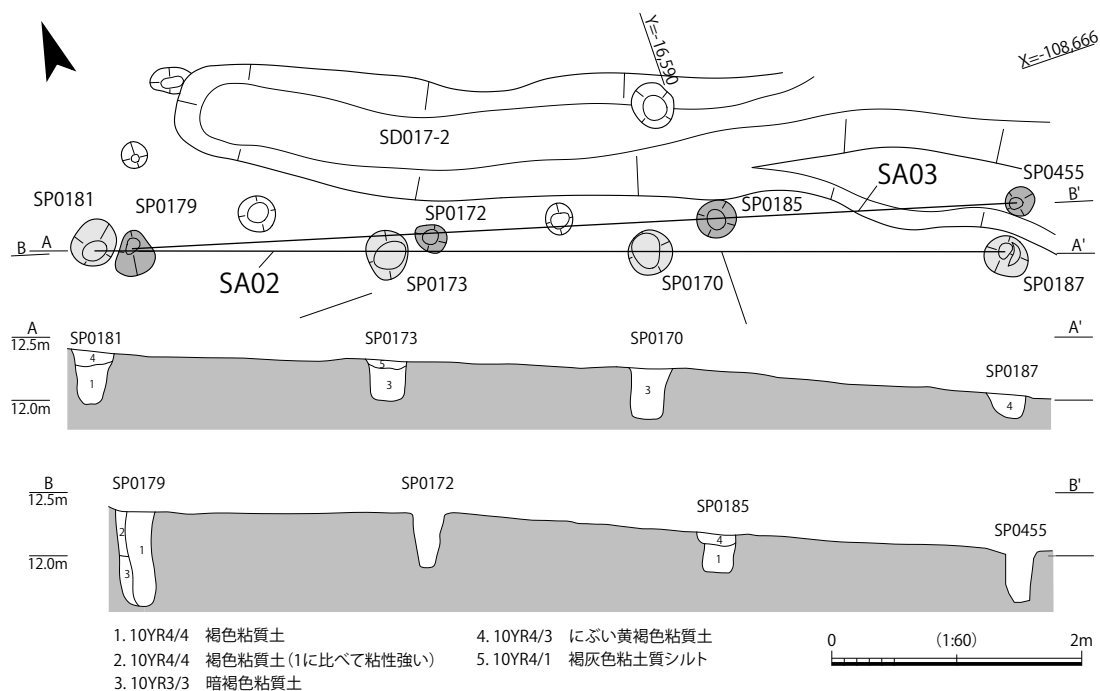 Y=-16,590
X=-108,666
SD017-2
SA03
SP0455
SP0181
SP0179
SP0172
SP0185
B'
B A
A'
SA02
SP0173
SP0170
SP0187
A
12.5m
SP0181
SP0173
SP0170
A'
SP0187
4
5
1
3
3
4
12.0m
B
12.5m
SP0179
SP0172
B'
SP0185
SP0455
2
1
4
1
3
12.0m
1. 10YR4/4 褐色粘質土
2. 10YR4/4 褐色粘質土(1に比べて粘性強い)
3. 10YR3/3 暗褐色粘質土
4. 10YR4/3 にぶい黄褐色粘質土
5. 10YR4/1 褐灰色粘土質シルト
0 (1:60) 2m